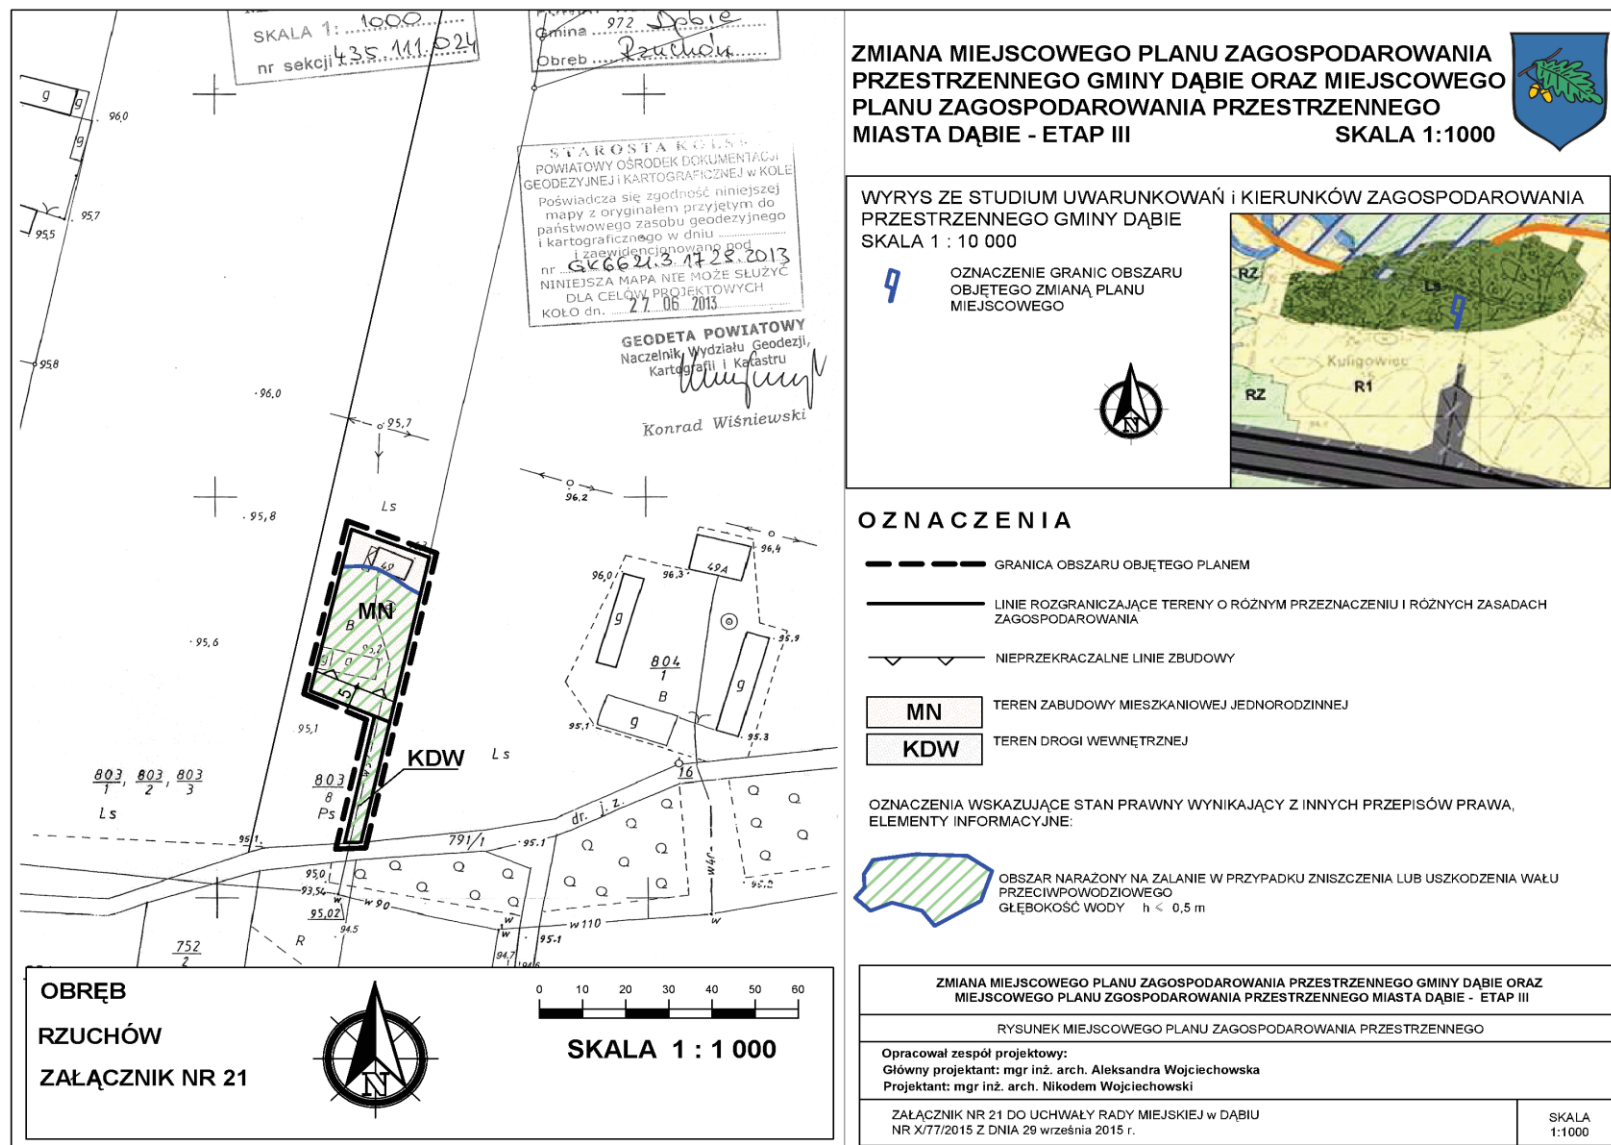 SKALA 1: 1000
nr sekcji 435.111.024
Gmina 972 Dąbie
Obręb Rzuchów
STAROSTA KOLSKI
POWIATOWY OŚRODEK DOKUMENTACJI
GEODEZYJNEJ i KARTOGRAFICZNEJ w KOLE
Poświadcza się zgodność niniejszej
mapy z oryginałem przyjętym do
państwowego zasobu geodezyjnego
i kartograficznego w dniu
i zaewidencjonowano pod
nr GK6621.3.1728.2013
NINIEJSZA MAPA NIE MOŻE SŁUŻYĆ
DLA CELÓW PROJEKTOWYCH
KOŁO dn. 27. 06 2013
GEODETA POWIATOWY
Naczelnik Wydziału Geodezji,
Kartografii i Katastru
Konrad Wiśniewski
g
g
g
96,0
95,7
95,5
95,8
96,0
95,7
96,2
95,8
Ls
49
MN
B
95,2
g
g
5
95,6
95,1
803/1, 803/2, 803/3
Ls
803/8
Ps
KDW
Ls
96,4
96,3
49A
96,0
g
95,9
804/1
B
g
g
95.1
95.3
16
dr. j. z.
791/1
95.1
95.1
w40
95,0
93,54
95,02
w90
w110
94.5
95.1
95.2
94.7
94.6
w
w
w
w
R
752/2
OBRĘB
RZUCHÓW
ZAŁĄCZNIK NR 21
N
0 10 20 30 40 50 60
SKALA 1 : 1 000
ZMIANA MIEJSCOWEGO PLANU ZAGOSPODAROWANIA
PRZESTRZENNEGO GMINY DĄBIE ORAZ MIEJSCOWEGO
PLANU ZAGOSPODAROWANIA PRZESTRZENNEGO
MIASTA DĄBIE - ETAP III SKALA 1:1000
WYRYS ZE STUDIUM UWARUNKOWAŃ i KIERUNKÓW ZAGOSPODAROWANIA
PRZESTRZENNEGO GMINY DĄBIE
SKALA 1 : 10 000
OZNACZENIE GRANIC OBSZARU
OBJĘTEGO ZMIANĄ PLANU
MIEJSCOWEGO
N
RZ
Ls
Kuligowiec
R1
RZ
OZNACZENIA
GRANICA OBSZARU OBJĘTEGO PLANEM
LINIE ROZGRANICZAJĄCE TERENY O RÓŻNYM PRZEZNACZENIU I RÓŻNYCH ZASADACH
ZAGOSPODAROWANIA
NIEPRZEKRACZALNE LINIE ZBUDOWY
MN TEREN ZABUDOWY MIESZKANIOWEJ JEDNORODZINNEJ
KDW TEREN DROGI WEWNĘTRZNEJ
OZNACZENIA WSKAZUJĄCE STAN PRAWNY WYNIKAJĄCY Z INNYCH PRZEPISÓW PRAWA,
ELEMENTY INFORMACYJNE:
OBSZAR NARAŻONY NA ZALANIE W PRZYPADKU ZNISZCZENIA LUB USZKODZENIA WAŁU
PRZECIWPOWODZIOWEGO
GŁĘBOKOŚĆ WODY h < 0,5 m
ZMIANA MIEJSCOWEGO PLANU ZAGOSPODAROWANIA PRZESTRZENNEGO GMINY DĄBIE ORAZ
MIEJSCOWEGO PLANU ZGOSPODAROWANIA PRZESTRZENNEGO MIASTA DĄBIE - ETAP III
RYSUNEK MIEJSCOWEGO PLANU ZAGOSPODAROWANIA PRZESTRZENNEGO
Opracował zespół projektowy:
Główny projektant: mgr inż. arch. Aleksandra Wojciechowska
Projektant: mgr inż. arch. Nikodem Wojciechowski
ZAŁĄCZNIK NR 21 DO UCHWAŁY RADY MIEJSKIEJ w DĄBIU
NR X/77/2015 Z DNIA 29 września 2015 r.
SKALA
1:1000